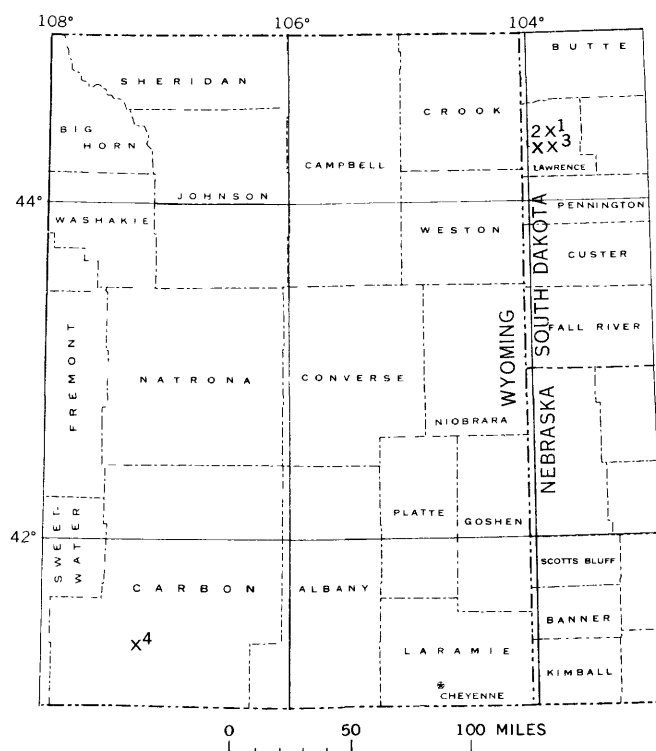 108° 106° 104°
BUTTE
SHERIDAN
CROOK
BIG
HORN
2 X1
XX3
LAWRENCE
CAMPBELL
JOHNSON
44°
PENNINGTON
WASHAKIE
WESTON
CUSTER
SOUTH DAKOTA
WYOMING
FALL RIVER
FREMONT
NATRONA
CONVERSE
NIOBRARA
NEBRASKA
PLATTE
GOSHEN
42°
SWEET-
WATER
SCOTTS BLUFF
CARBON
ALBANY
BANNER
X4
LARAMIE
KIMBALL
CHEYENNE
0 50 100 MILES